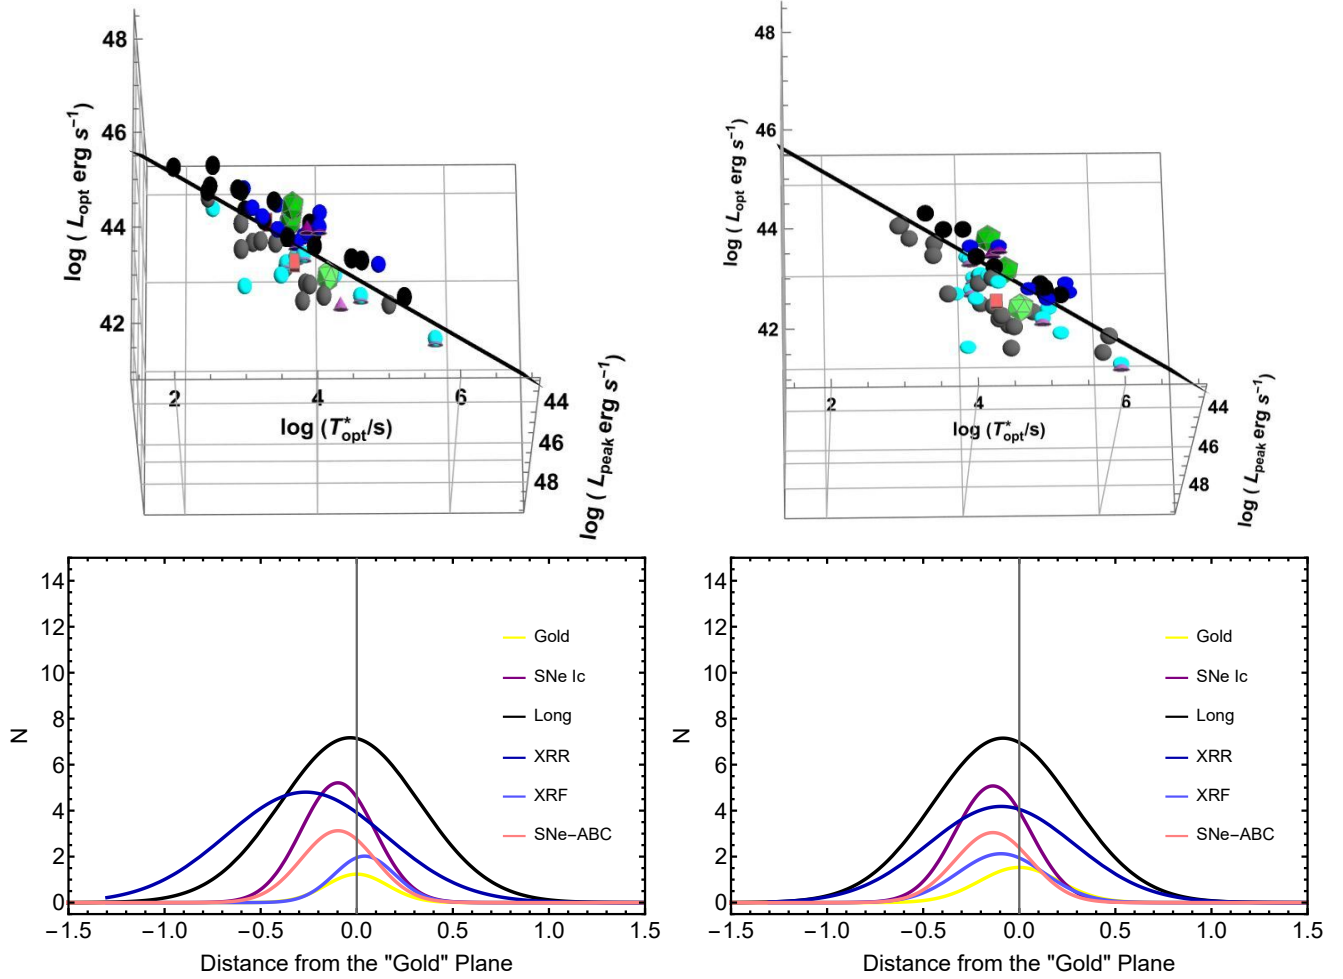 48
46
44
42
log ( L_opt erg s^−1)
2
4
6
log (T*_opt/s)
44
46
48
log ( L_peak erg s^−1)
48
46
44
42
log ( L_opt erg s^−1)
2
4
6
log (T*_opt/s)
44
46
48
log ( L_peak erg s^−1)
14
12
10
8
6
4
2
0
N
Gold
SNe Ic
Long
XRR
XRF
SNe−ABC
−1.5 −1.0 −0.5 0.0 0.5 1.0 1.5
Distance from the "Gold" Plane
14
12
10
8
6
4
2
0
N
Gold
SNe Ic
Long
XRR
XRF
SNe−ABC
−1.5 −1.0 −0.5 0.0 0.5 1.0 1.5
Distance from the "Gold" Plane